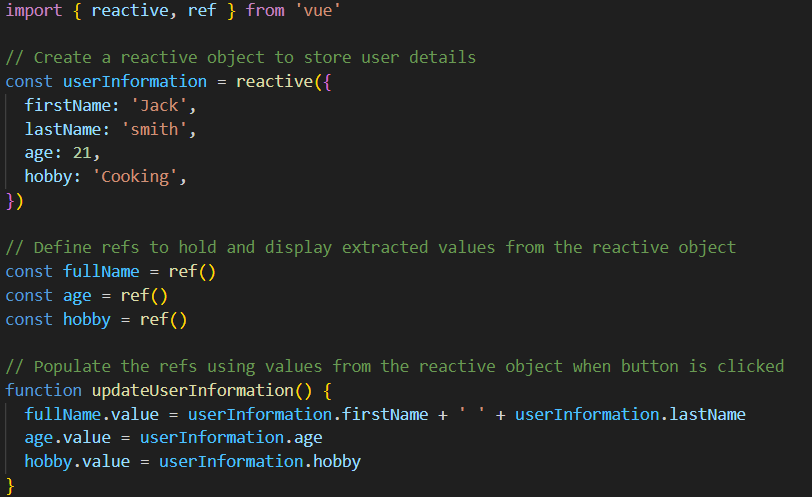 import { reactive, ref } from 'vue'
// Create a reactive object to store user details
const userInformation = reactive({
firstName: 'Jack',
lastName: 'smith',
age: 21,
hobby: 'Cooking',
})
// Define refs to hold and display extracted values from the reactive object
const fullName = ref()
const age = ref()
const hobby = ref()
// Populate the refs using values from the reactive object when button is clicked
function updateUserInformation() {
fullName.value = userInformation.firstName + ' ' + userInformation.lastName
age.value = userInformation.age
hobby.value = userInformation.hobby
}